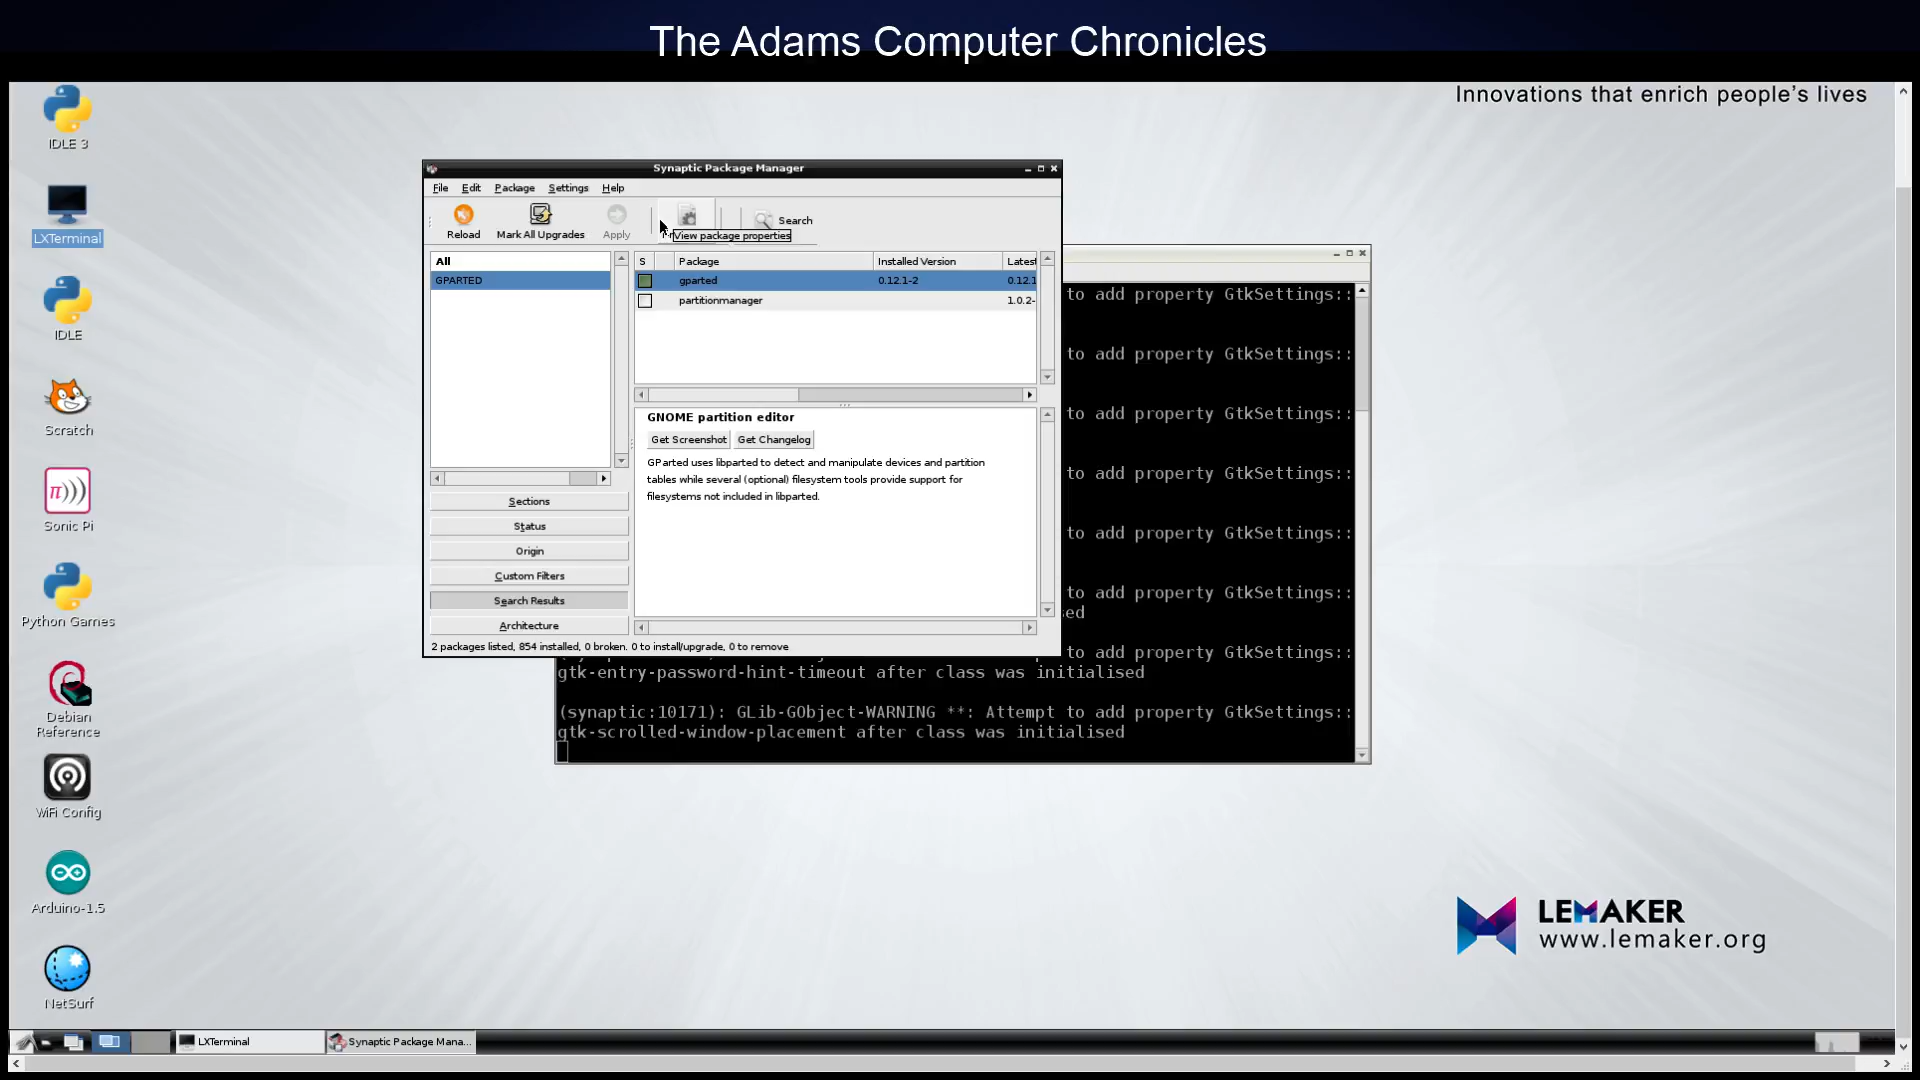 The Adams Computer Chronicles
Innovations that enrich people's lives
IDLE 3
LXTerminal
IDLE
Scratch
π)))
Sonic Pi
Python Games
Debian
Reference
WiFi Config
Arduino-1.5
NetSurf
Synaptic Package Manager
File Edit Package Settings Help
Reload Mark All Upgrades Apply Search
View package properties
All
GPARTED
S Package Installed Version Latest
gparted 0.12.1-2 0.12.1
partitionmanager 1.0.2-
GNOME partition editor
Get Screenshot Get Changelog
GParted uses libparted to detect and manipulate devices and partition
tables while several (optional) filesystem tools provide support for
filesystems not included in libparted.
Sections
Status
Origin
Custom Filters
Search Results
Architecture
2 packages listed, 854 installed, 0 broken. 0 to install/upgrade, 0 to remove
to add property GtkSettings::
to add property GtkSettings::
to add property GtkSettings::
to add property GtkSettings::
to add property GtkSettings::
to add property GtkSettings::
ed
to add property GtkSettings::
gtk-entry-password-hint-timeout after class was initialised
(synaptic:10171): GLib-GObject-WARNING **: Attempt to add property GtkSettings::
gtk-scrolled-window-placement after class was initialised
LEMAKER
www.lemaker.org
LXTerminal
Synaptic Package Mana...